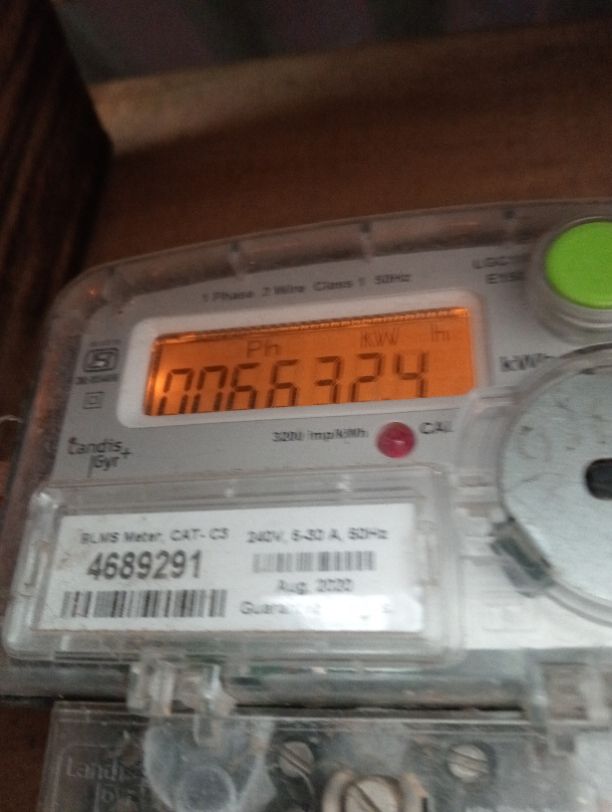 1 Phase 2 Wire Class 1 50Hz
Ph kW h
0066324
kWh
3200 imp/kWh CAL
Landis
Gyr+
BLMS Meter, CAT- C3
240V, 5-30 A, 50Hz
4689291
Aug. 2020